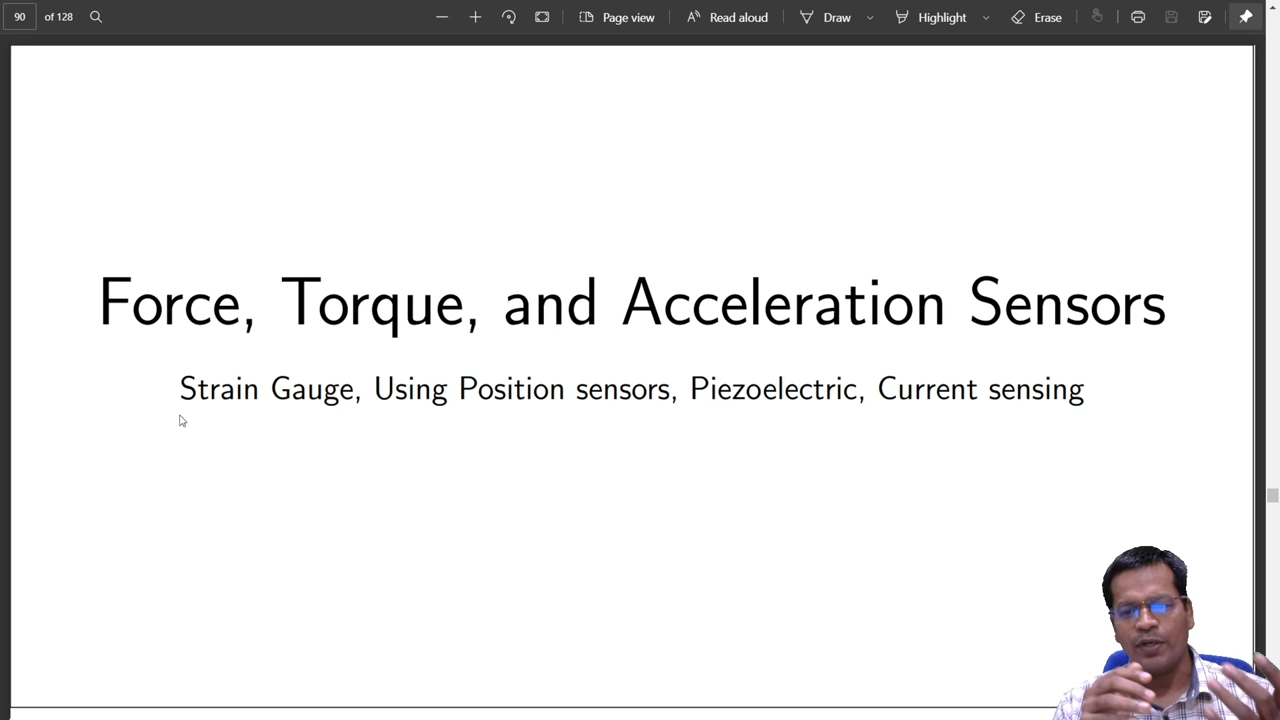 90 of 128 Page view Read aloud Draw Highlight Erase
Force, Torque, and Acceleration Sensors
Strain Gauge, Using Position sensors, Piezoelectric, Current sensing